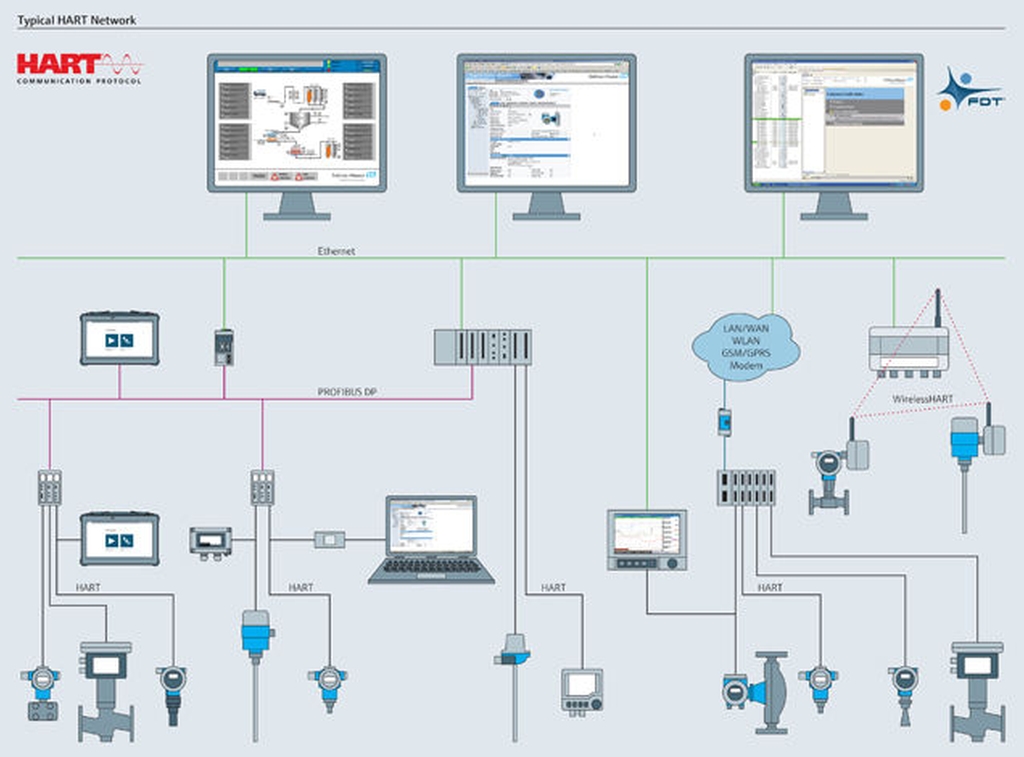 Typical HART Network
HART
COMMUNICATION PROTOCOL
FDT
Ethernet
LAN/WAN
WLAN
GSM/GPRS
Modem
WirelessHART
PROFIBUS DP
HART
HART
HART
HART